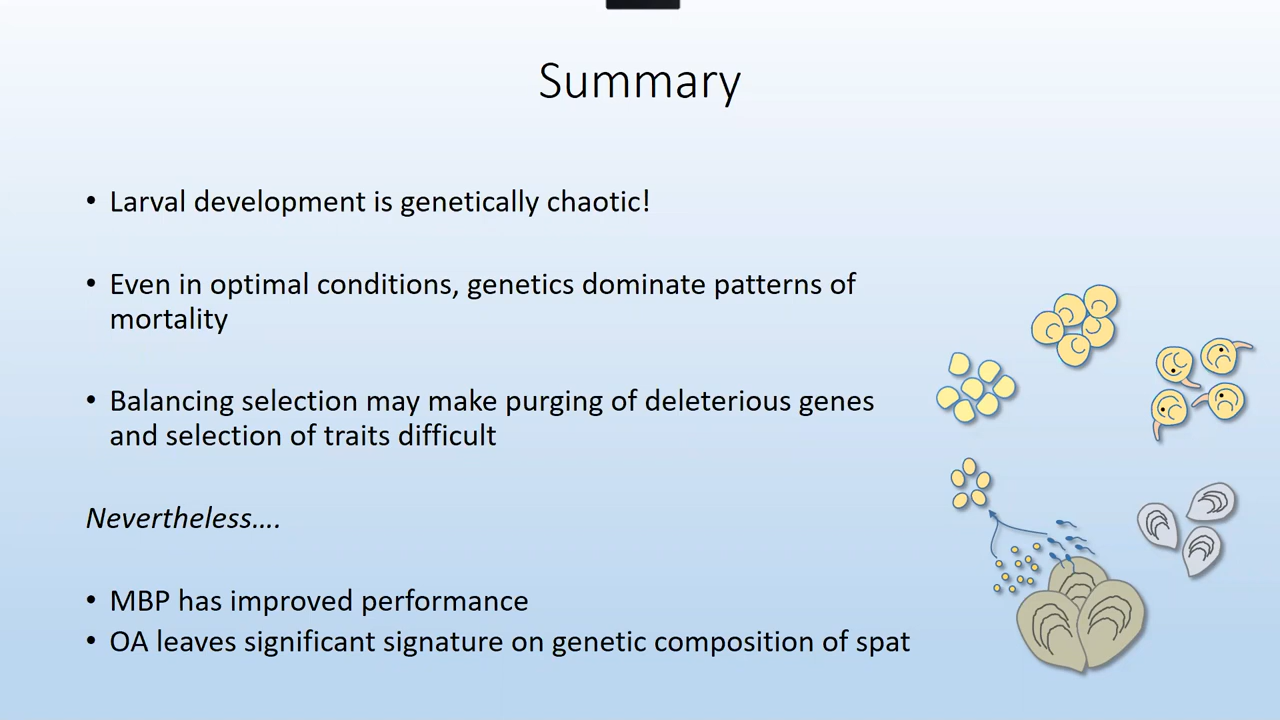 Summary
• Larval development is genetically chaotic!
• Even in optimal conditions, genetics dominate patterns of
mortality
• Balancing selection may make purging of deleterious genes
and selection of traits difficult
Nevertheless….
• MBP has improved performance
• OA leaves significant signature on genetic composition of spat